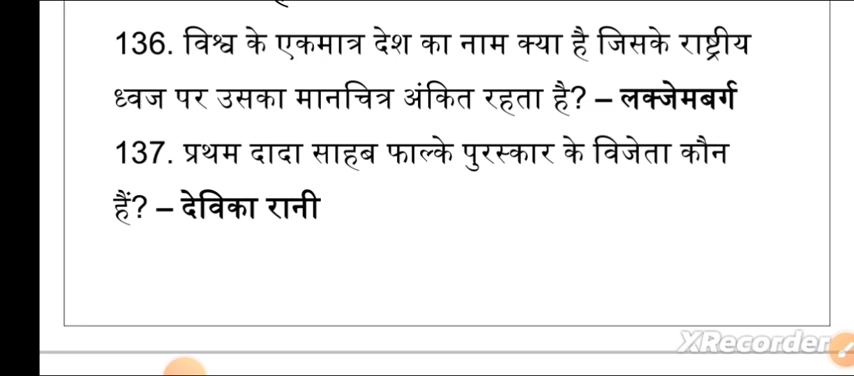 136. विश्व के एकमात्र देश का नाम क्या है जिसके राष्ट्रीय
ध्वज पर उसका मानचित्र अंकित रहता है? – लक्जेमबर्ग
137. प्रथम दादा साहब फाल्के पुरस्कार के विजेता कौन
हैं? – देविका रानी
XRecorder